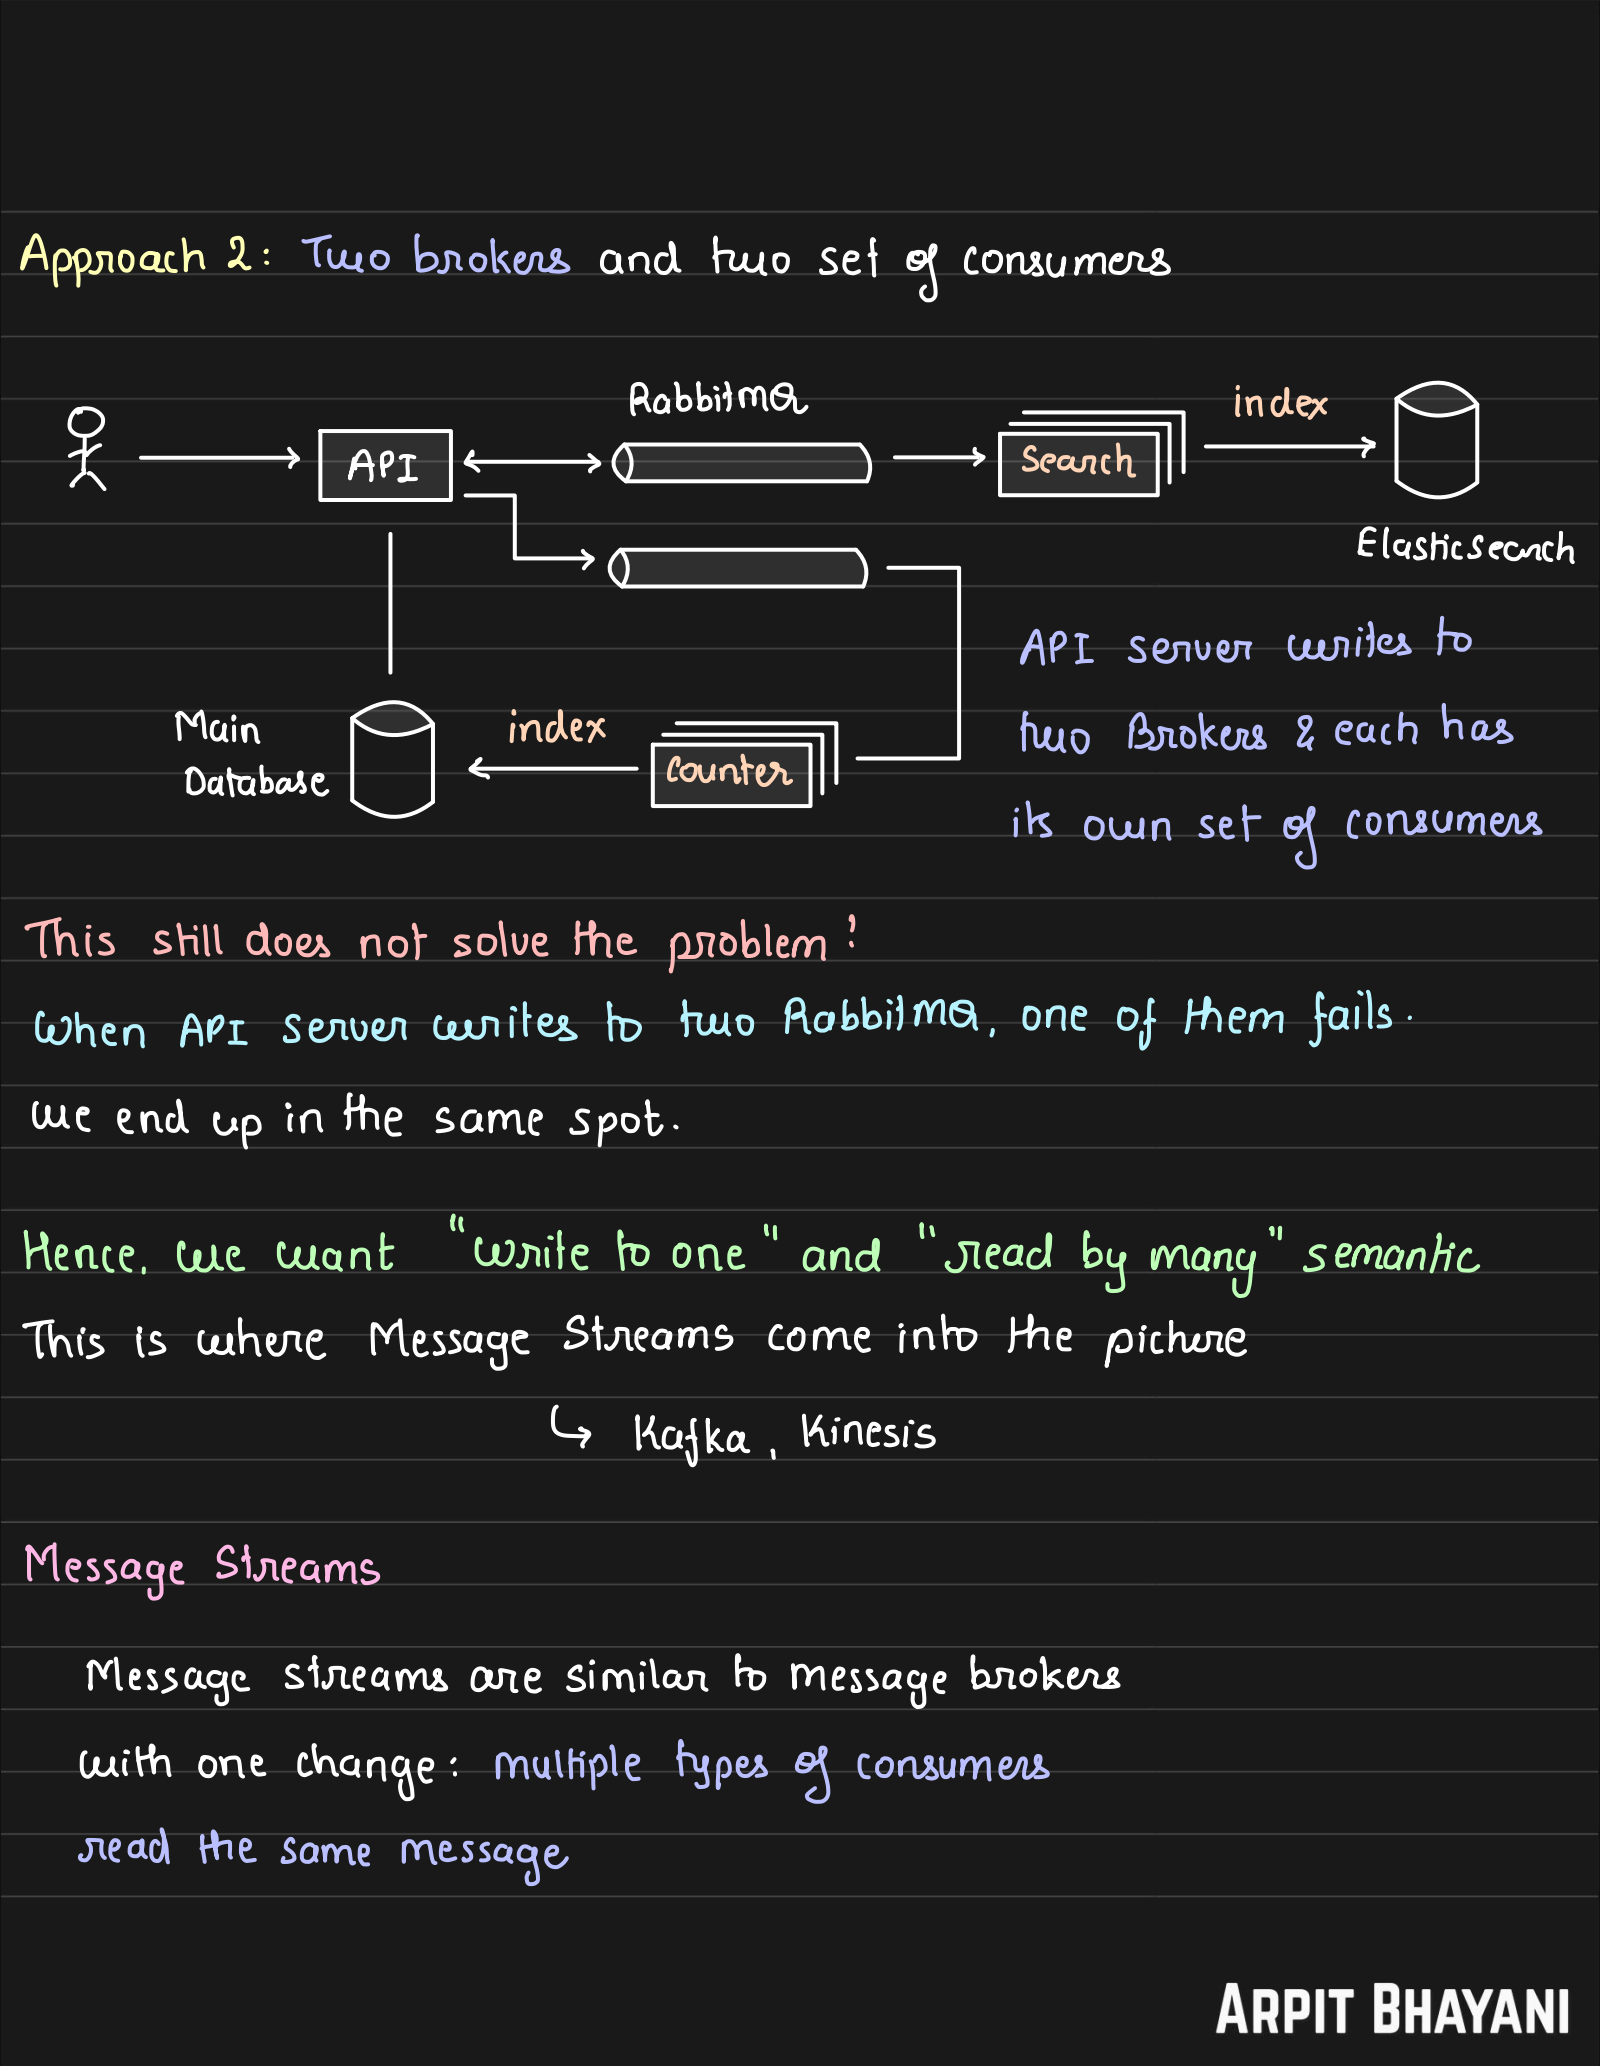 Approach 2: Two brokers and two set of consumers
RabbitMQ
index
API
Search
Elasticsearch
API server writes to
two Brokers & each has
its own set of consumers
Main
Database
index
Counter
This still does not solve the problem!
When API server writes to two RabbitMQ, one of them fails.
we end up in the same spot.
Hence, we want "write to one" and "read by many" semantic
This is where Message Streams come into the picture
↳ Kafka, Kinesis
Message Streams
Message streams are similar to message brokers
with one change: multiple types of consumers
read the same message
ARPIT BHAYANI